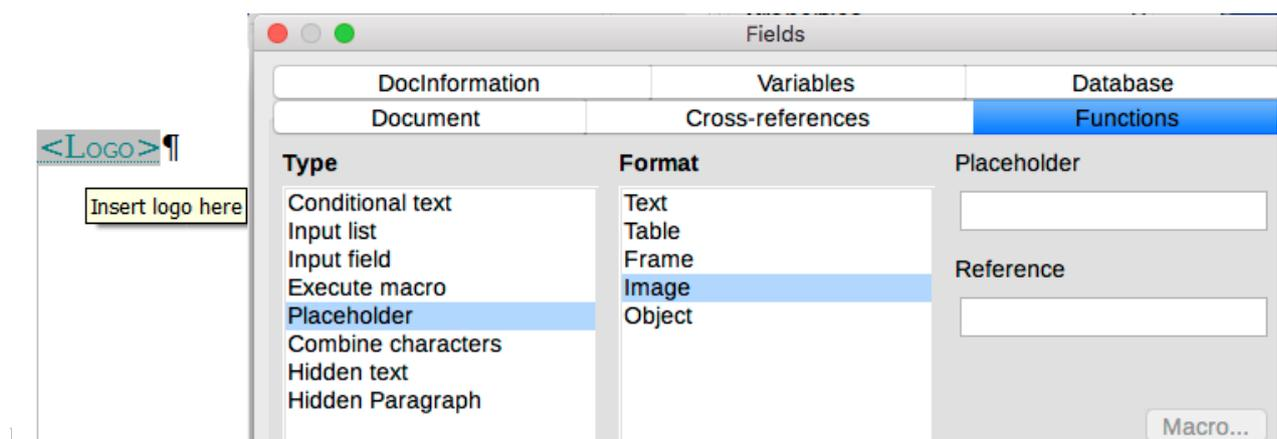 Fields
DocInformation Variables Database
Document Cross-references Functions
<Logo>¶
Insert logo here
Type
Conditional text
Input list
Input field
Execute macro
Placeholder
Combine characters
Hidden text
Hidden Paragraph
Format
Text
Table
Frame
Image
Object
Placeholder
Reference
Macro...